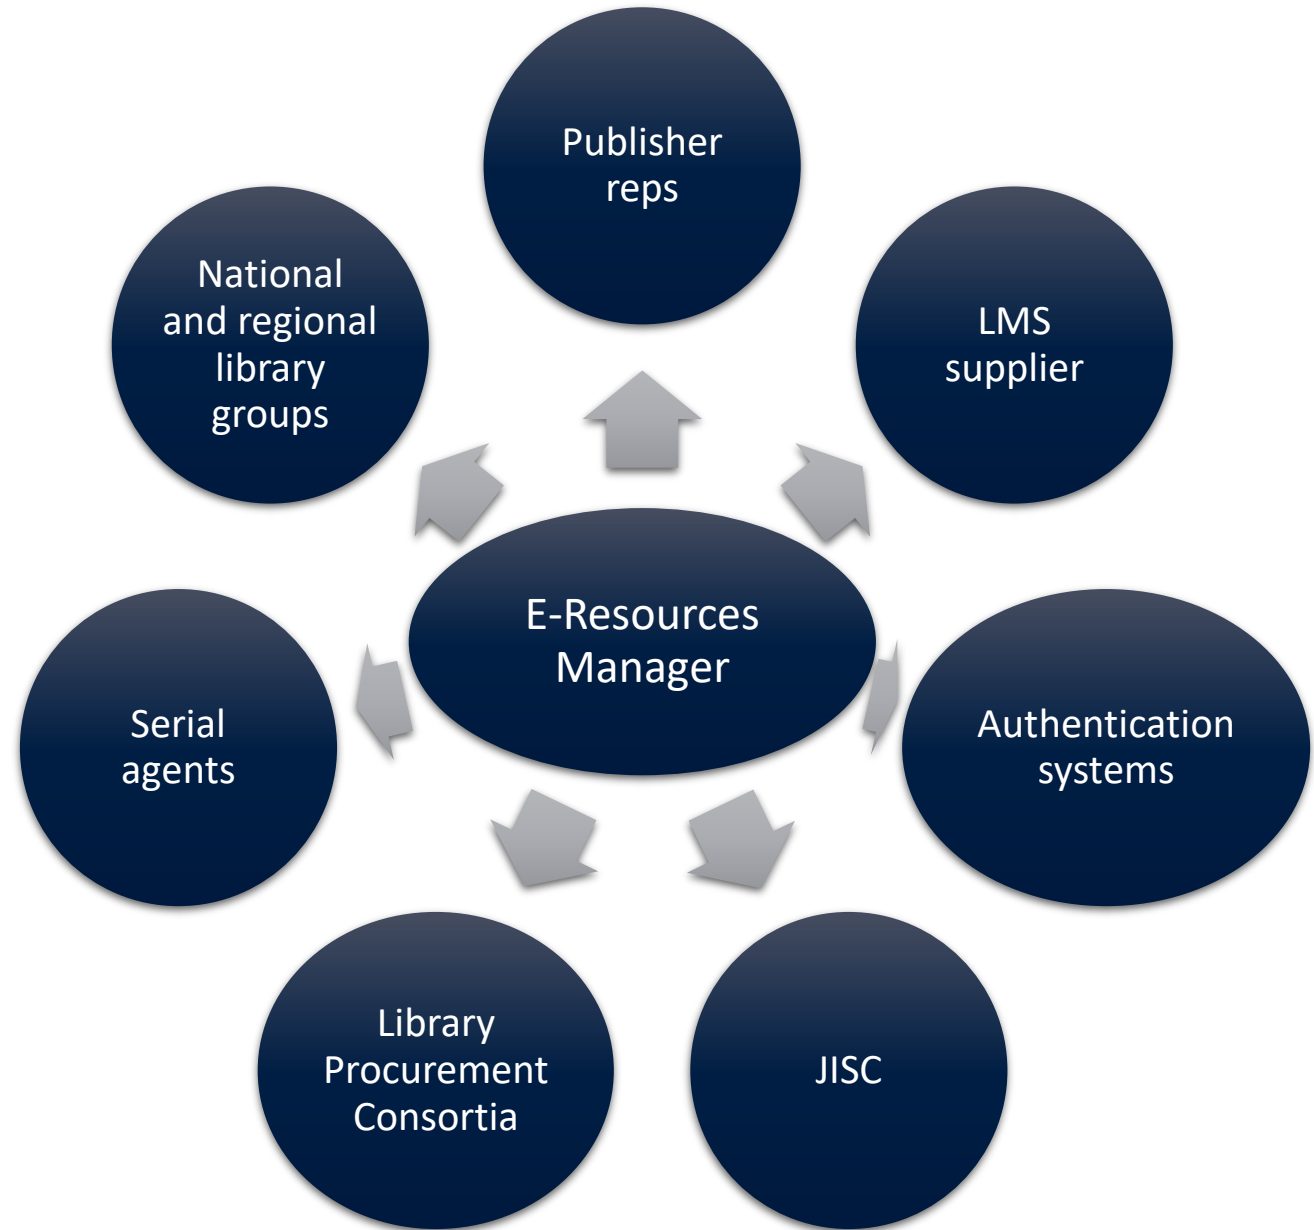 Publisher
reps
National
and regional
library
groups
LMS
supplier
E-Resources
Manager
Serial
agents
Authentication
systems
Library
Procurement
Consortia
JISC